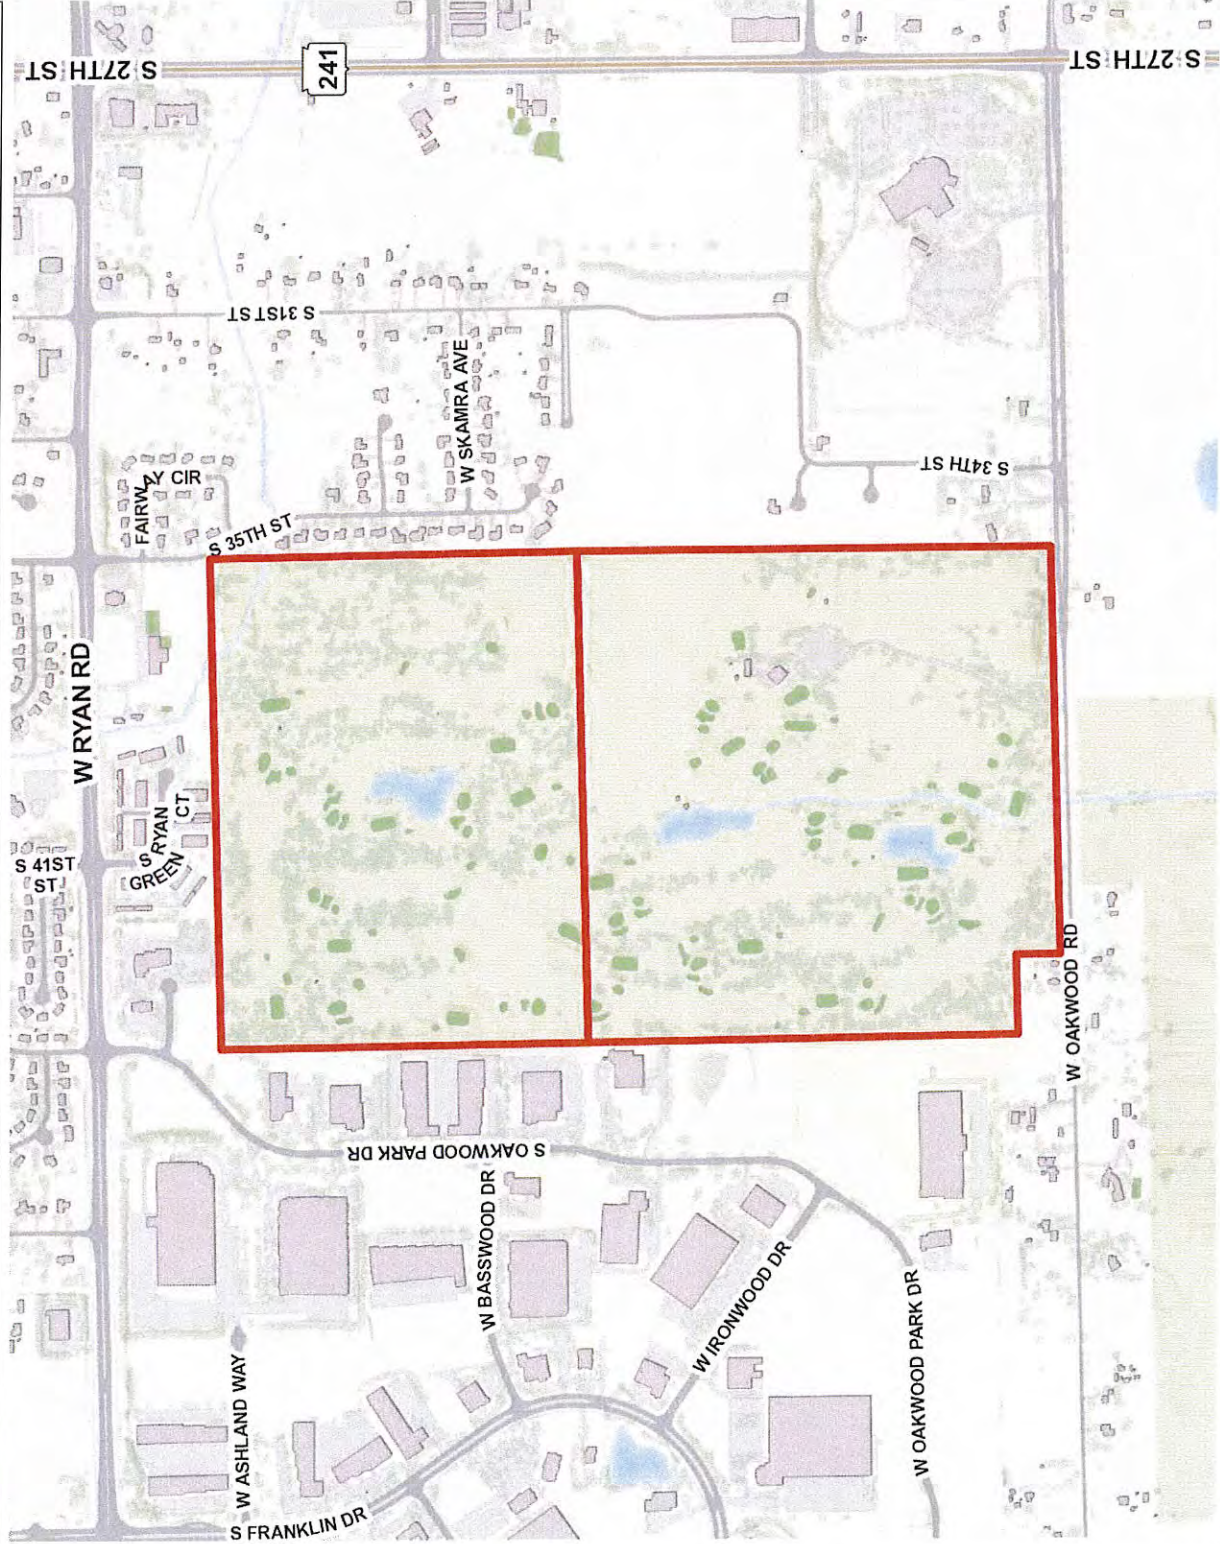 S 27TH ST
241
S 27TH ST
S 31ST ST
W SKAMRA AVE
FAIRWAY CIR
S 34TH ST
S 35TH ST
W RYAN RD
S 41ST
ST
S RYAN
GREEN
CT
W OAKWOOD RD
S OAKWOOD PARK DR
W BASSWOOD DR
W IRONWOOD DR
W OAKWOOD PARK DR
W ASHLAND WAY
S FRANKLIN DR